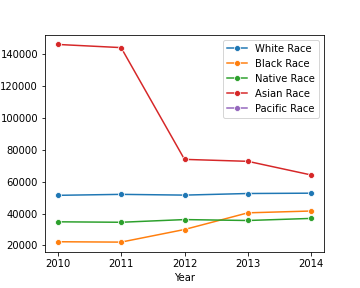 White Race
Black Race
Native Race
Asian Race
Pacific Race
140000
120000
100000
80000
60000
40000
20000
2010 2011 2012 2013 2014
Year